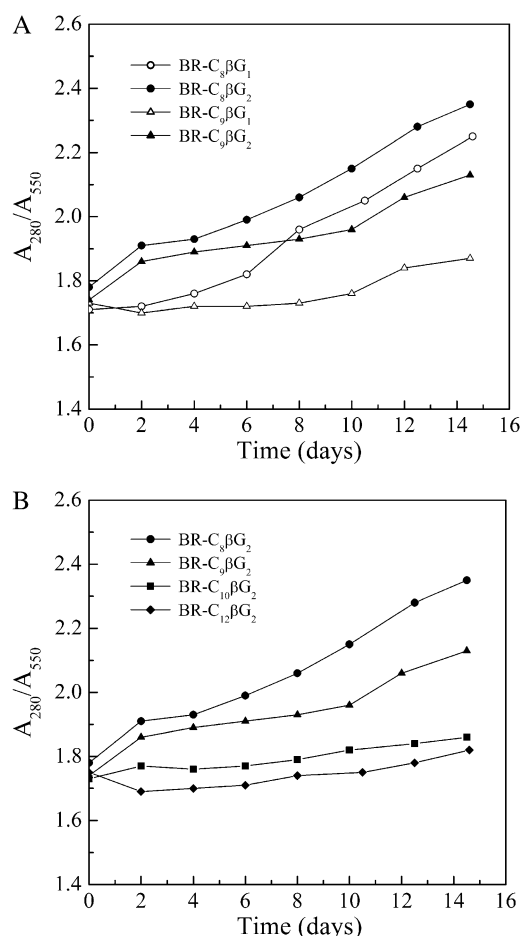 A
2.6
2.4
2.2
2.0
1.8
1.6
1.4
A₂₈₀/A₅₅₀
BR-C₈βG₁
BR-C₈βG₂
BR-C₉βG₁
BR-C₉βG₂
0 2 4 6 8 10 12 14 16
Time (days)
B
2.6
2.4
2.2
2.0
1.8
1.6
1.4
A₂₈₀/A₅₅₀
BR-C₈βG₂
BR-C₉βG₂
BR-C₁₀βG₂
BR-C₁₂βG₂
0 2 4 6 8 10 12 14 16
Time (days)